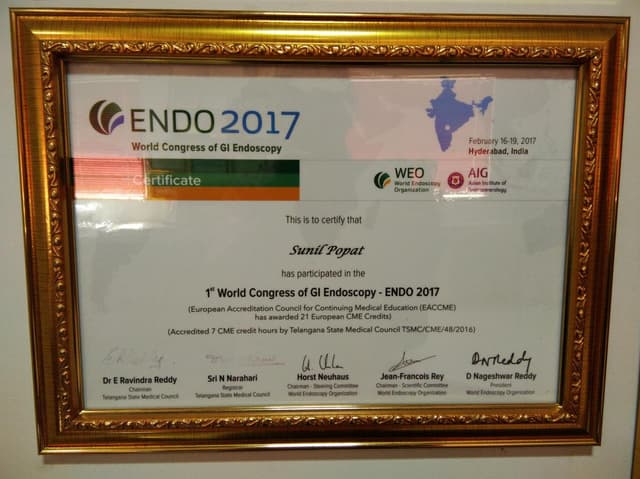 ENDO 2017
World Congress of GI Endoscopy
February 16-19, 2017
Hyderabad, India
Certificate
WEO
World Endoscopy
Organization
AIG
Asian Institute of
Gastroenterology
This is to certify that
Sunil Popat
has participated in the
1st World Congress of GI Endoscopy - ENDO 2017
(European Accreditation Council for Continuing Medical Education (EACCME)
has awarded 21 European CME Credits)
(Accredited 7 CME credit hours by Telangana State Medical Council TSMC/CME/48/2016)
DNReddy
Dr E Ravindra Reddy
Chairman
Telangana State Medical Council
Sri N Narahari
Registrar
Telangana State Medical Council
Horst Neuhaus
Chairman - Steering Committee
World Endoscopy Organization
Jean-Francois Rey
Chairman - Scientific Committee
World Endoscopy Organization
D Nageshwar Reddy
President
World Endoscopy Organization